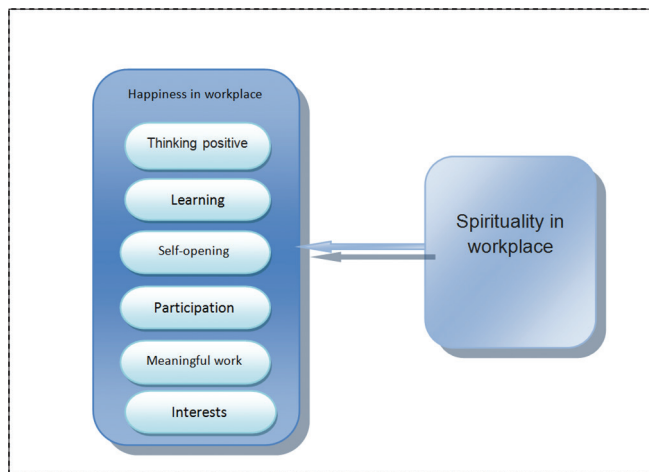 Happiness in workplace
Thinking positive
Learning
Self-opening
Participation
Meaningful work
Interests
Spirituality in
workplace